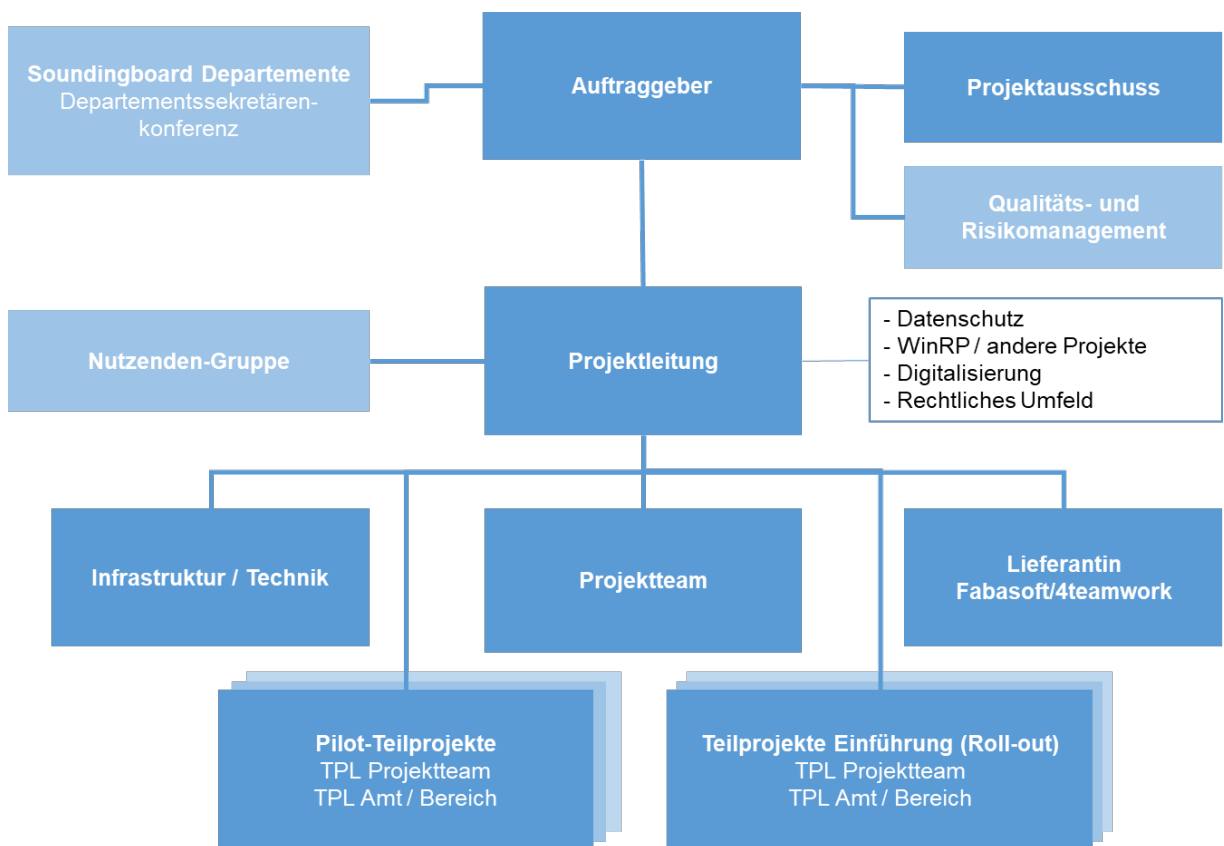 Soundingboard Departemente
Departementssekretären-
konferenz
Auftraggeber
Projektausschuss
Qualitäts- und
Risikomanagement
Nutzenden-Gruppe
Projektleitung
- Datenschutz
- WinRP / andere Projekte
- Digitalisierung
- Rechtliches Umfeld
Infrastruktur / Technik
Projektteam
Lieferantin
Fabasoft/4teamwork
Pilot-Teilprojekte
TPL Projektteam
TPL Amt / Bereich
Teilprojekte Einführung (Roll-out)
TPL Projektteam
TPL Amt / Bereich